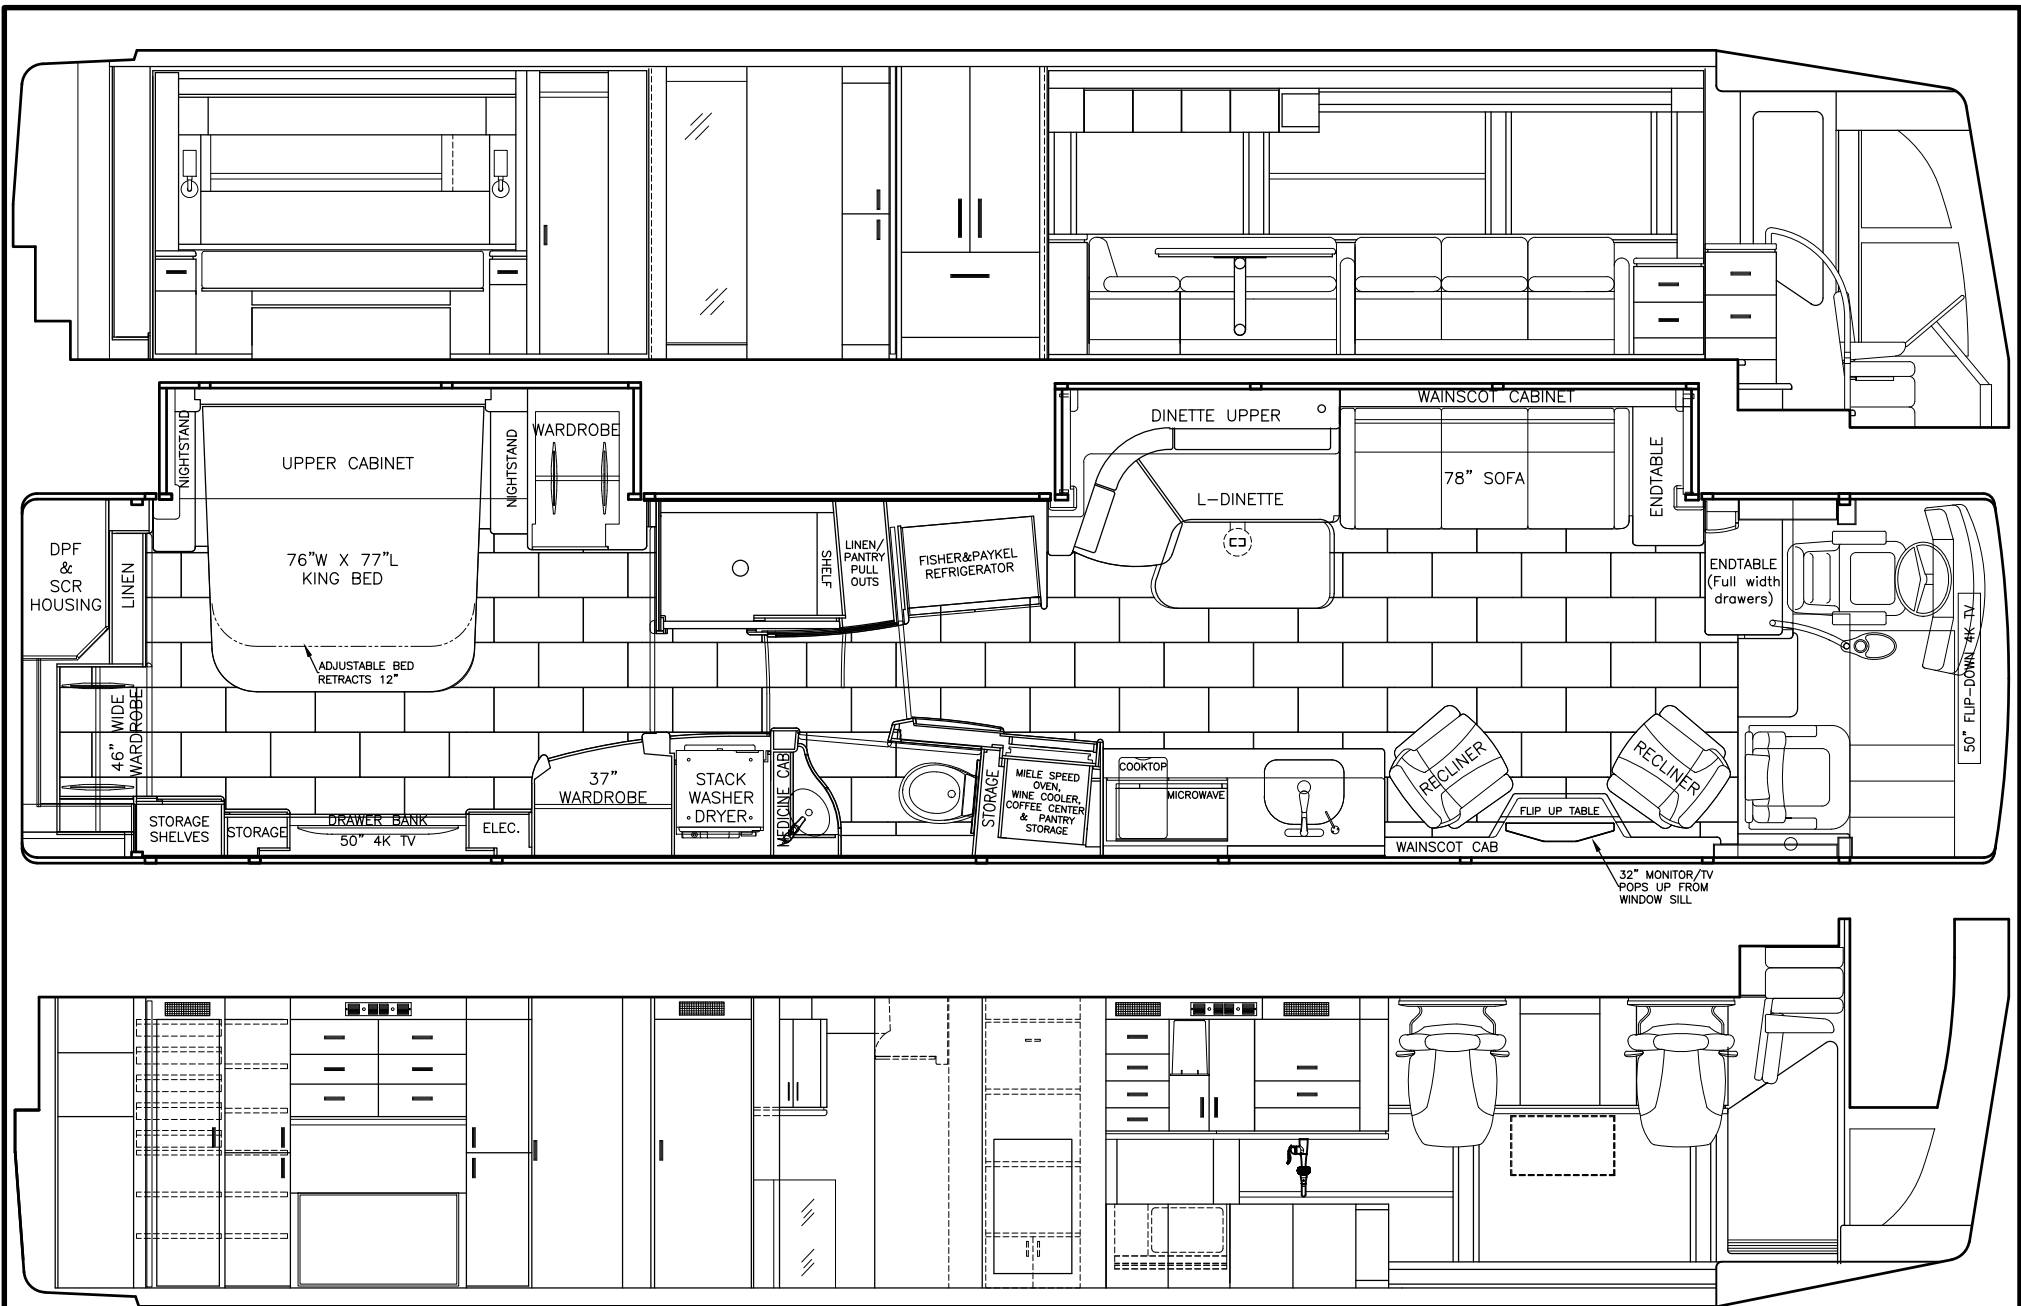 WAINSCOT CABINET
DINETTE UPPER
NIGHTSTAND
WARDROBE
NIGHTSTAND
UPPER CABINET
78" SOFA
ENDTABLE
L-DINETTE
DPF
&
SCR
HOUSING
LINEN
76"W X 77"L
KING BED
SHELF
LINEN/
PANTRY
PULL
OUTS
FISHER&PAYKEL
REFRIGERATOR
ENDTABLE
(Full width
drawers)
50" FLIP-DOWN 4K TV
ADJUSTABLE BED
RETRACTS 12"
46" WIDE
WARDROBE
37"
WARDROBE
STACK
WASHER
DRYER
MEDICINE CAB
STORAGE
MIELE SPEED
OVEN,
WINE COOLER,
COFFEE CENTER
& PANTRY
STORAGE
COOKTOP
MICROWAVE
RECLINER
RECLINER
FLIP UP TABLE
STORAGE
SHELVES
STORAGE
DRAWER BANK
50" 4K TV
ELEC.
WAINSCOT CAB
32" MONITOR/TV
POPS UP FROM
WINDOW SILL